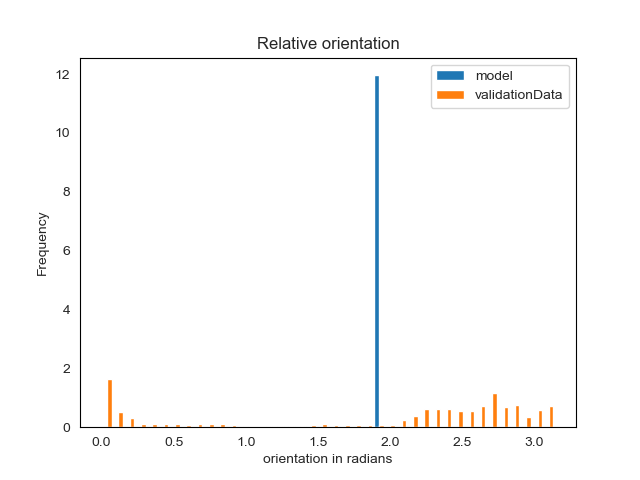 Relative orientation
model
validationData
Frequency
12
10
8
6
4
2
0
0.0 0.5 1.0 1.5 2.0 2.5 3.0
orientation in radians